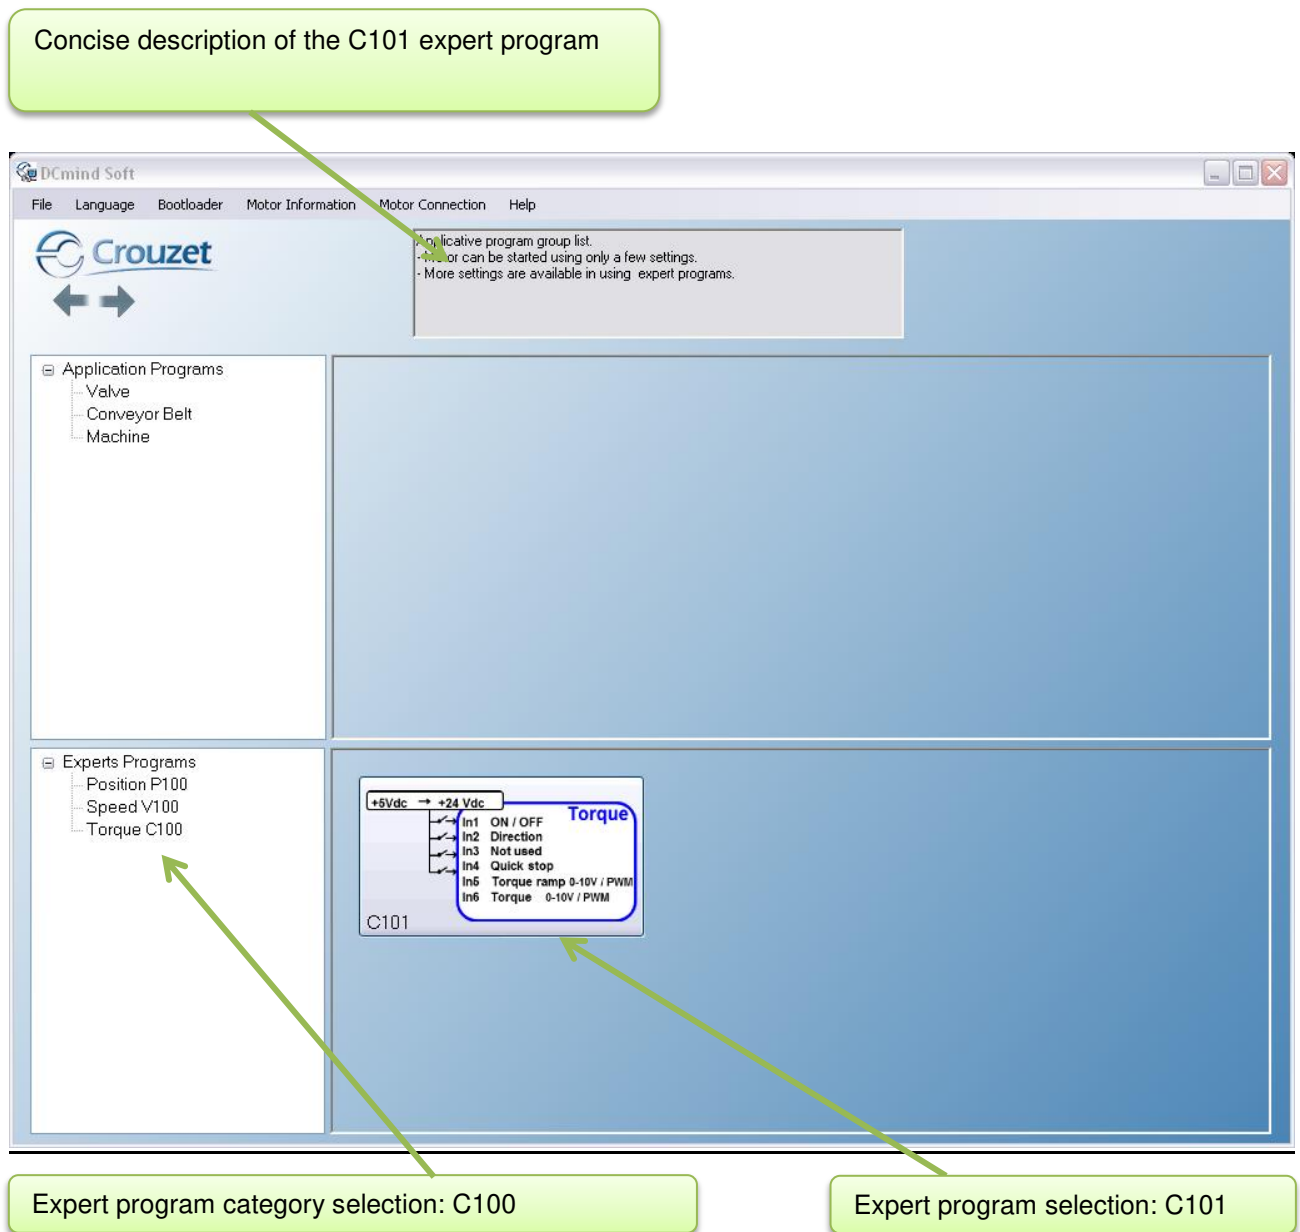 Concise description of the C101 expert program
DCmind Soft
File Language Bootloader Motor Information Motor Connection Help
Crouzet
Applicative program group list.
- Motor can be started using only a few settings.
- More settings are available in using expert programs.
Application Programs
Valve
Conveyor Belt
Machine
Experts Programs
Position P100
Speed V100
Torque C100
+5Vdc → +24 Vdc
Torque
In1 ON / OFF
In2 Direction
In3 Not used
In4 Quick stop
In5 Torque ramp 0-10V / PWM
In6 Torque 0-10V / PWM
C101
Expert program category selection: C100
Expert program selection: C101